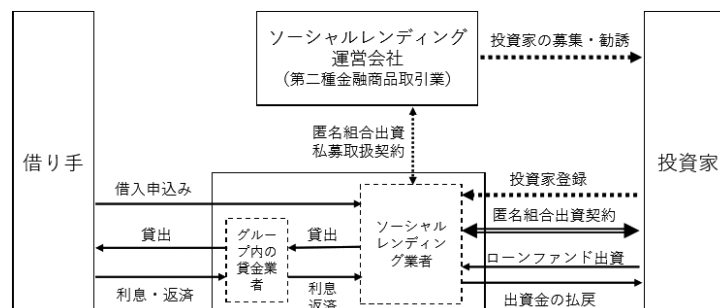 ソーシャルレンディング
運営会社
(第二種金融商品取引業)
投資家の募集・勧誘
匿名組合出資
私募取扱契約
借り手
投資家
借入申込み
投資家登録
ソーシャル
レンディン
グ業者
匿名組合出資契約
貸出
グループ
プ内の
貸金業
者
貸出
ローンファンド出資
利息・返済
利息
返済
出資金の払戻